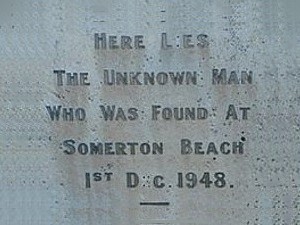 HERE LIES
THE UNKNOWN MAN
WHO WAS FOUND AT
SOMERTON BEACH
1ST DEC. 1948.